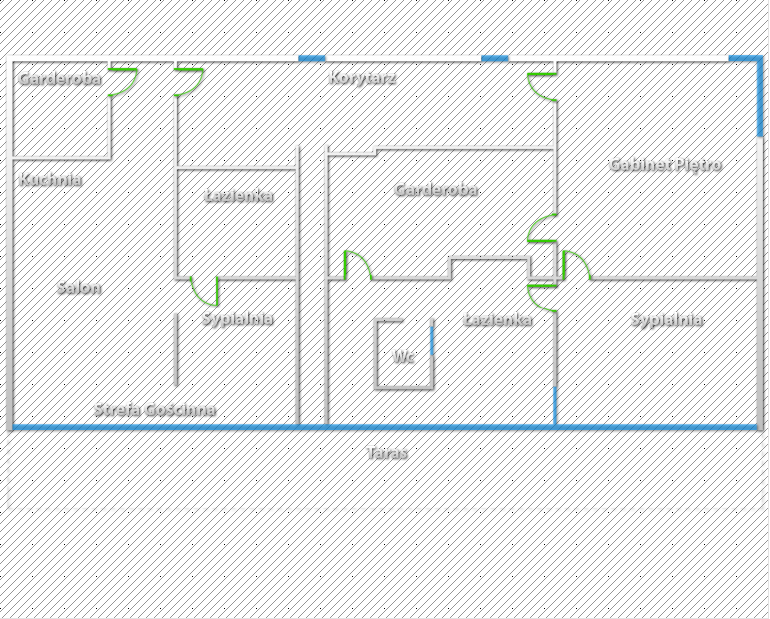 Garderoba
Korytarz
Gabinet Piętro
Kuchnia
Łazienka
Garderoba
Salon
Sypialnia
Łazienka
Sypialnia
Wc
Strefa Gościnna
Taras